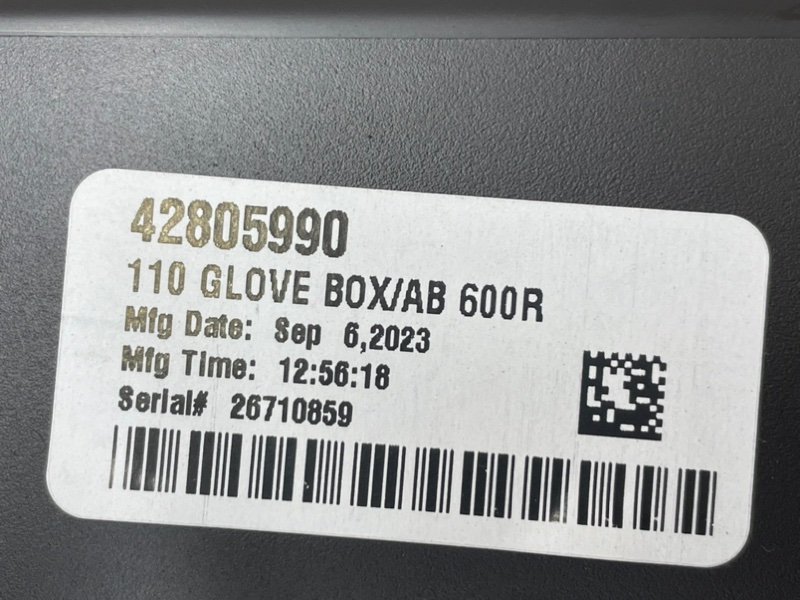 42805990
110 GLOVE BOX/AB 600R
Mfg Date: Sep 6,2023
Mfg Time: 12:56:18
Serial# 26710859